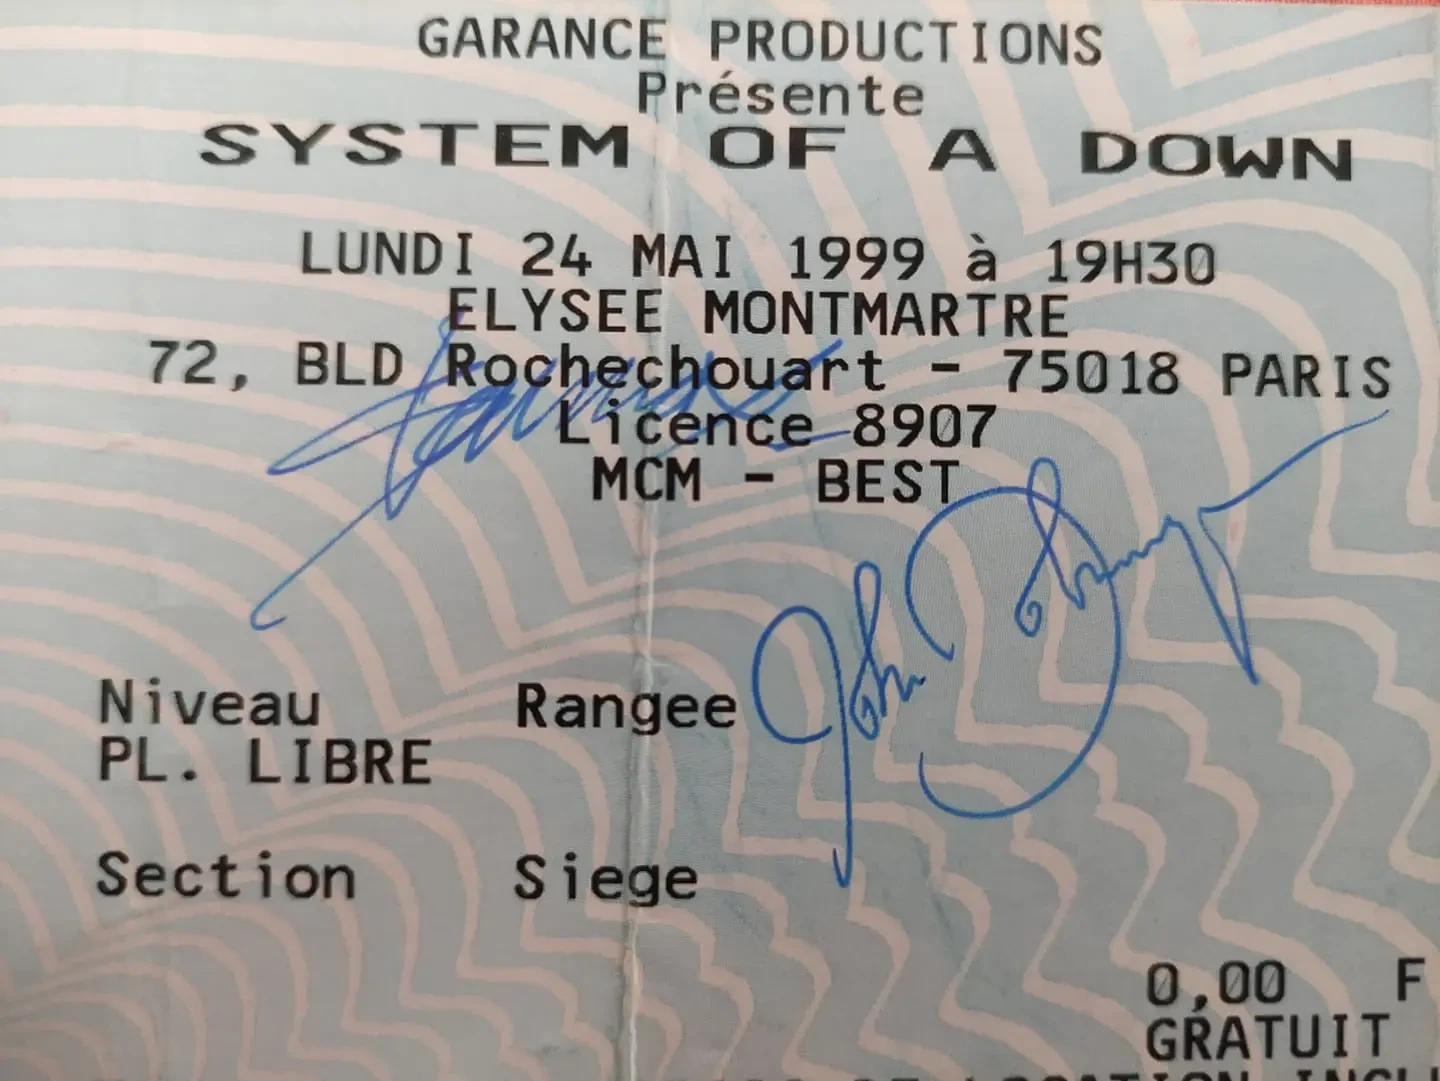 GARANCE PRODUCTIONS
Présente
SYSTEM OF A DOWN
LUNDI 24 MAI 1999 à 19H30
ELYSEE MONTMARTRE
72, BLD Rochechouart - 75018 PARIS
Licence 8907
MCM - BEST
John
Niveau Rangee
PL. LIBRE
Section Siege
0,00 F
GRATUIT